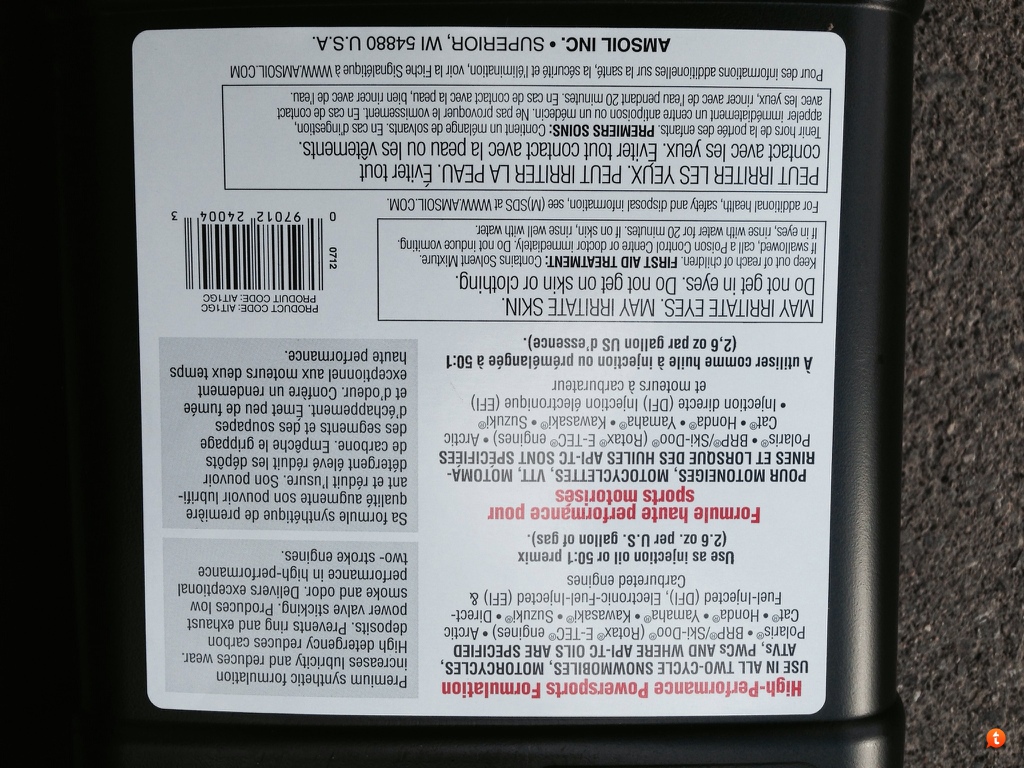 High-Performance Powersports Formulation
USE IN ALL TWO-CYCLE SNOWMOBILES, MOTORCYCLES,
ATVs, PWCs AND WHERE API-TC OILS ARE SPECIFIED
Polaris® • BRP®/Ski-Doo® (Rotax® E-TEC® engines) • Arctic
Cat® • Honda® • Yamaha® • Kawasaki® • Suzuki® • Direct-
Fuel-Injected (DFI), Electronic-Fuel-Injected (EFI) &
Carbureted engines
Use as injection oil or 50:1 premix
(2.6 oz. per U.S. gallon of gas).
Formule haute performance pour
sports motorisés
POUR MOTONEIGES, MOTOCYCLETTES, VTT, MOTOMA-
RINES ET LORSQUE DES HUILES API-TC SONT SPÉCIFIÉES
Polaris® • BRP®/Ski-Doo® (Rotax® E-TEC® engines) • Arctic
Cat® • Honda® • Yamaha® • Kawasaki® • Suzuki®
• Injection directe (DFI) Injection électronique (EFI)
et moteurs à carburateur
À utiliser comme huile à injection ou prémélangée à 50:1
(2,6 oz par gallon US d'essence).
Premium synthetic formulation
increases lubricity and reduces wear.
High detergency reduces carbon
deposits. Prevents ring and exhaust
power valve sticking. Produces low
smoke and odor. Delivers exceptional
performance in high-performance
two- stroke engines.
Sa formule synthétique de première
qualité augmente son pouvoir lubrifi-
ant et réduit l'usure. Son pouvoir
détergent élevé réduit les dépôts
de carbone. Empêche le grippage
des segments et des soupapes
d'échappement. Émet peu de fumée
et d'odeur. Confère un rendement
exceptionnel aux moteurs deux temps
haute performance.
MAY IRRITATE EYES. MAY IRRITATE SKIN.
Do not get in eyes. Do not get on skin or clothing.
Keep out of reach of children. FIRST AID TREATMENT: Contains Solvent Mixture.
If swallowed, call a Poison Control Centre or doctor immediately. Do not induce vomiting.
If in eyes, rinse with water for 20 minutes. If on skin, rinse well with water.
For additional health, safety and disposal information, see (M)SDS at WWW.AMSOIL.COM.
PRODUCT CODE: AIT1GC
PRODUIT CODE: AIT1GC
0712
0 97012 24004 3
PEUT IRRITER LES YEUX. PEUT IRRITER LA PEAU. Éviter tout
contact avec les yeux. Éviter tout contact avec la peau ou les vêtements.
Tenir hors de la portée des enfants. PREMIERS SOINS: Contient un mélange de solvants. En cas d'ingestion,
appeler immédiatement un centre antipoison ou un médecin. Ne pas provoquer le vomissement. En cas de contact
avec les yeux, rincer avec de l'eau pendant 20 minutes. En cas de contact avec la peau, bien rincer avec de l'eau.
Pour des informations additionelles sur la santé, la sécurité et l'élimination, voir la Fiche Signalétique à WWW.AMSOIL.COM
AMSOIL INC. • SUPERIOR, WI 54880 U.S.A.
t